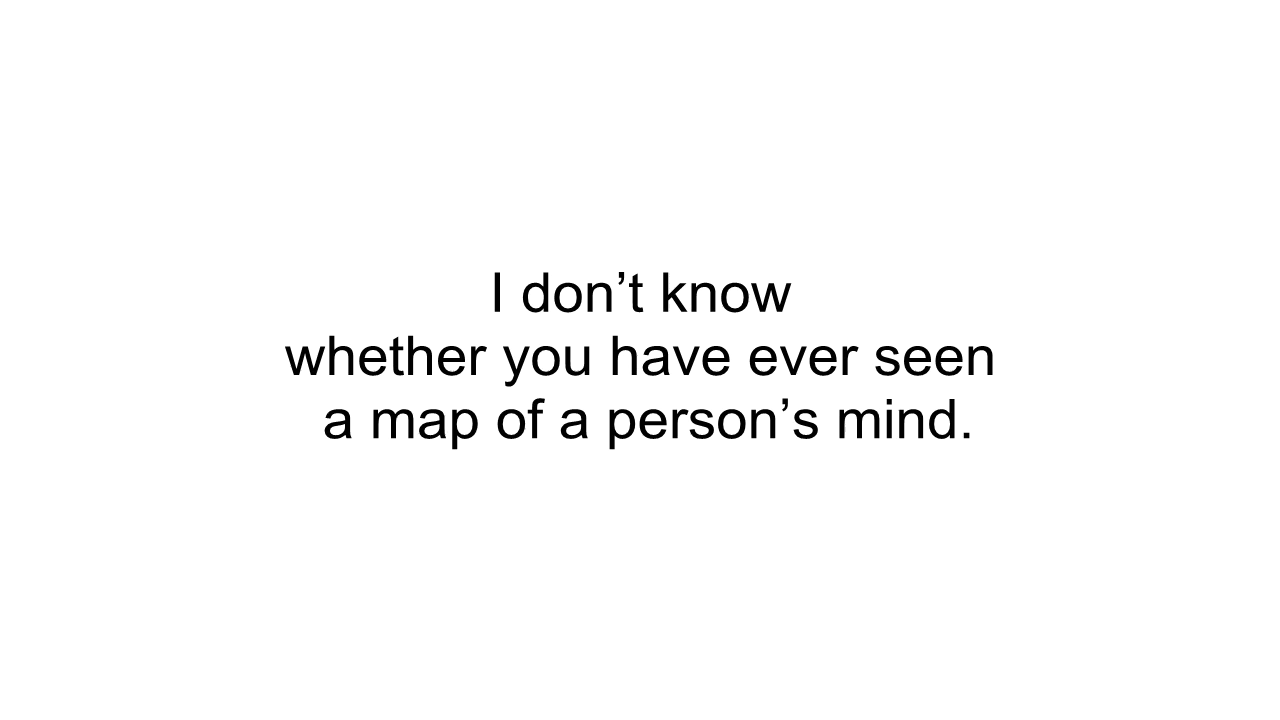 I don’t know
whether you have ever seen
a map of a person’s mind.